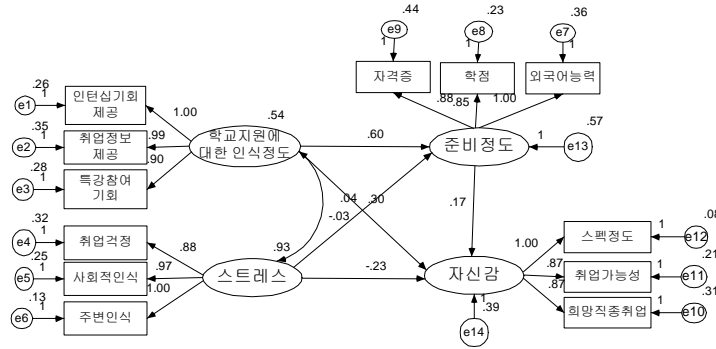 .44
.23
.36
e9
e8
e7
1
1
1
자격증
학점
외국어능력
.88
.85
1.00
.26
1
e1
인턴십기회
제공
1.00
.54
.35
1
e2
취업정보
제공
.99
학교지원에
대한 인식정도
.60
준비정도
1
.57
e13
.28
1
e3
특강참여
기회
.90
.04
.30
-.03
.17
.32
1
e4
취업걱정
.88
.93
.25
1
e5
사회적인식
.97
스트레스
-.23
자신감
.13
1
e6
주변인식
1.00
1.00
스펙정도
1
.08
e12
.87
취업가능성
1
.21
e11
.87
희망직종취업
1
.31
e10
1
.39
e14